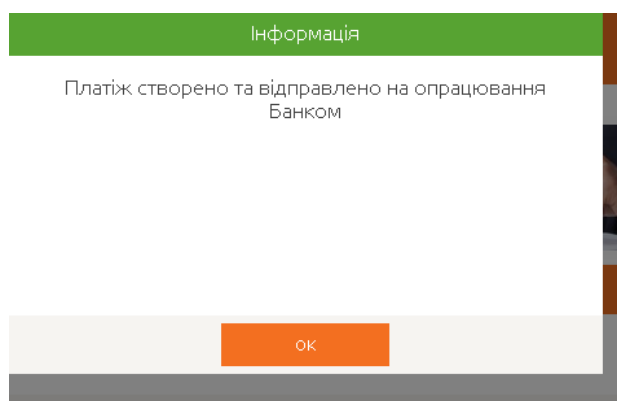 Інформація
Платіж створено та відправлено на опрацювання
Банком
ок